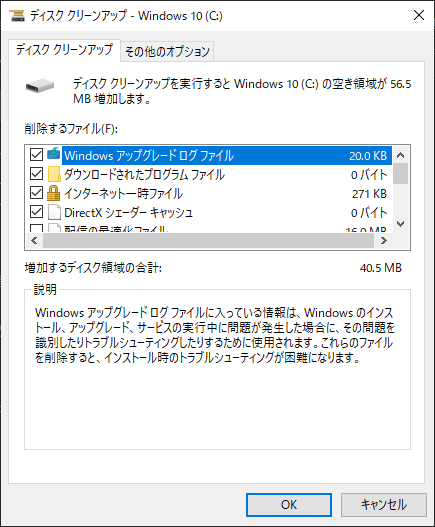 ディスク クリーンアップ - Windows 10 (C:)
ディスク クリーンアップ
その他のオプション
ディスク クリーンアップを実行すると Windows 10 (C:) の空き領域が 56.5
MB 増加します。
削除するファイル(F):
Windows アップグレード ログ ファイル 20.0 KB
ダウンロードされたプログラム ファイル 0 バイト
インターネット一時ファイル 271 KB
DirectX シェーダー キャッシュ 0 バイト
配信の最適化ファイル 16.0 MB
増加するディスク領域の合計: 40.5 MB
説明
Windows アップグレード ログ ファイルに入っている情報は、Windows のインス
トール、アップグレード、サービスの実行中に問題が発生した場合に、その問題を
識別したりトラブルシューティングしたりするために使用されます。これらのファイル
を削除すると、インストール時のトラブルシューティングが困難になります。
OK
キャンセル